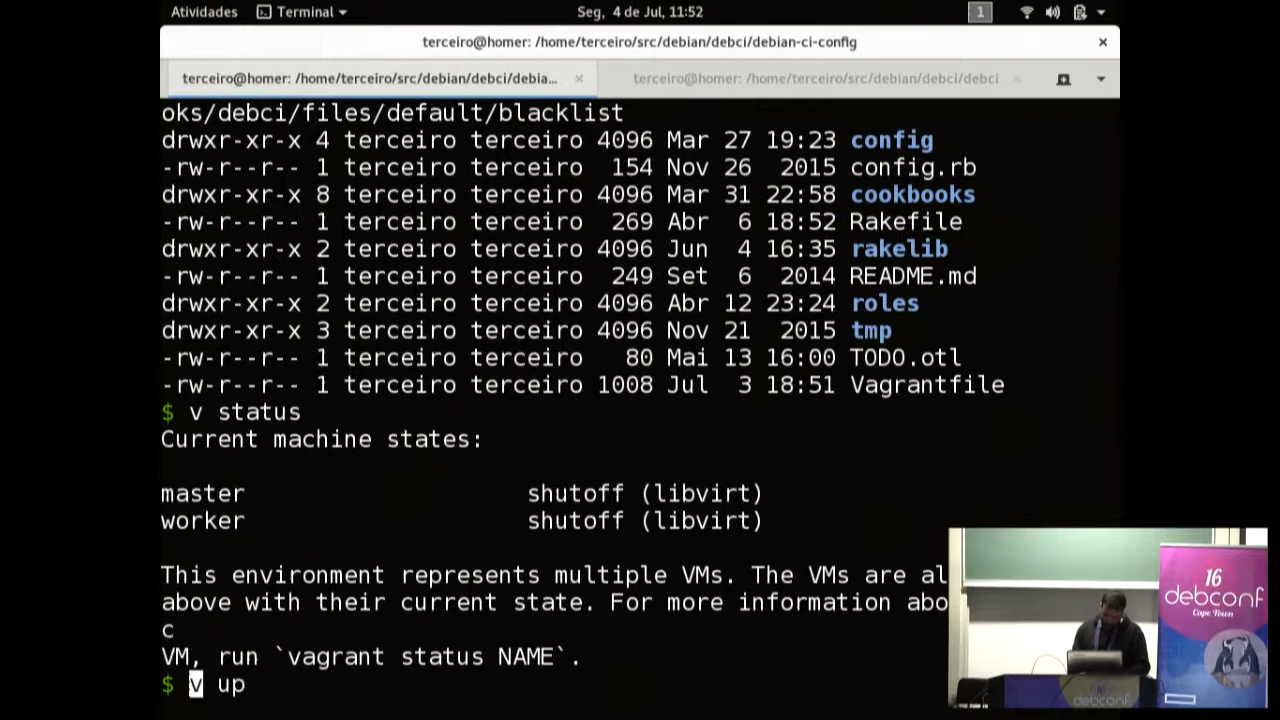 Atividades Terminal Seg, 4 de Jul, 11:52 1
terceiro@homer: /home/terceiro/src/debian/debci/debian-ci-config
terceiro@homer: /home/terceiro/src/debian/debci/debia... terceiro@homer: /home/terceiro/src/debian/debci/debci
oks/debci/files/default/blacklist
drwxr-xr-x 4 terceiro terceiro 4096 Mar 27 19:23 config
-rw-r--r-- 1 terceiro terceiro 154 Nov 26 2015 config.rb
drwxr-xr-x 8 terceiro terceiro 4096 Mar 31 22:58 cookbooks
-rw-r--r-- 1 terceiro terceiro 269 Abr 6 18:52 Rakefile
drwxr-xr-x 2 terceiro terceiro 4096 Jun 4 16:35 rakelib
-rw-r--r-- 1 terceiro terceiro 249 Set 6 2014 README.md
drwxr-xr-x 2 terceiro terceiro 4096 Abr 12 23:24 roles
drwxr-xr-x 3 terceiro terceiro 4096 Nov 21 2015 tmp
-rw-r--r-- 1 terceiro terceiro 80 Mai 13 16:00 TODO.otl
-rw-r--r-- 1 terceiro terceiro 1008 Jul 3 18:51 Vagrantfile
$ v status
Current machine states:
master shutoff (libvirt)
worker shutoff (libvirt)
This environment represents multiple VMs. The VMs are al
above with their current state. For more information abo
c
VM, run `vagrant status NAME`.
$ v up
16
debconf
Cape Town
debconf